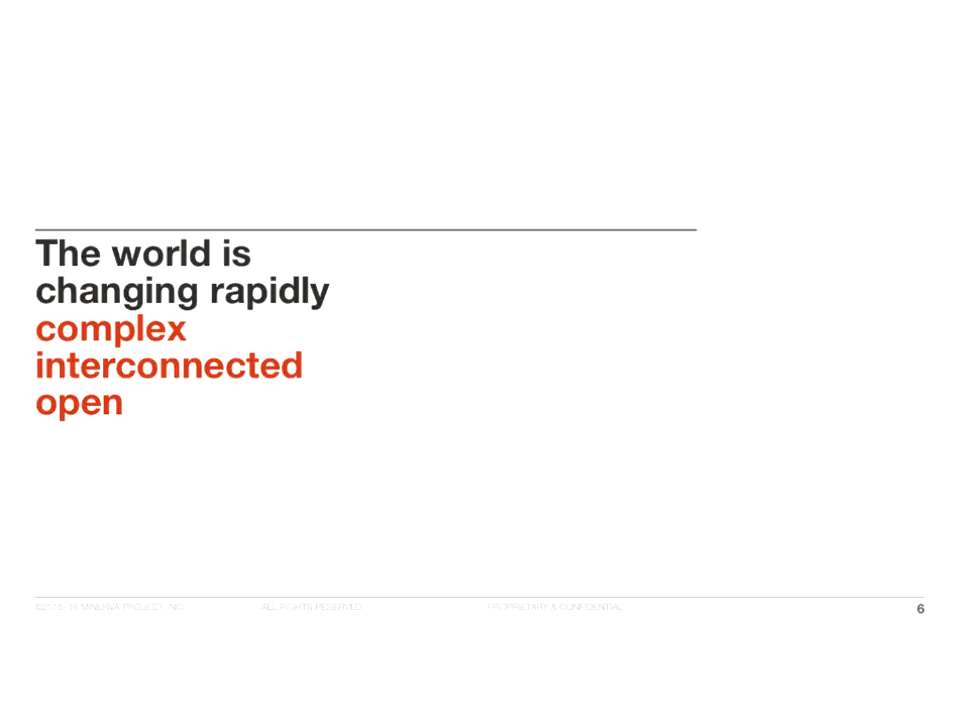 The world is
changing rapidly
complex
interconnected
open
MINERVA PROJECT, INC.
ALL RIGHTS RESERVED
PROPRIETARY & CONFIDENTIAL
6